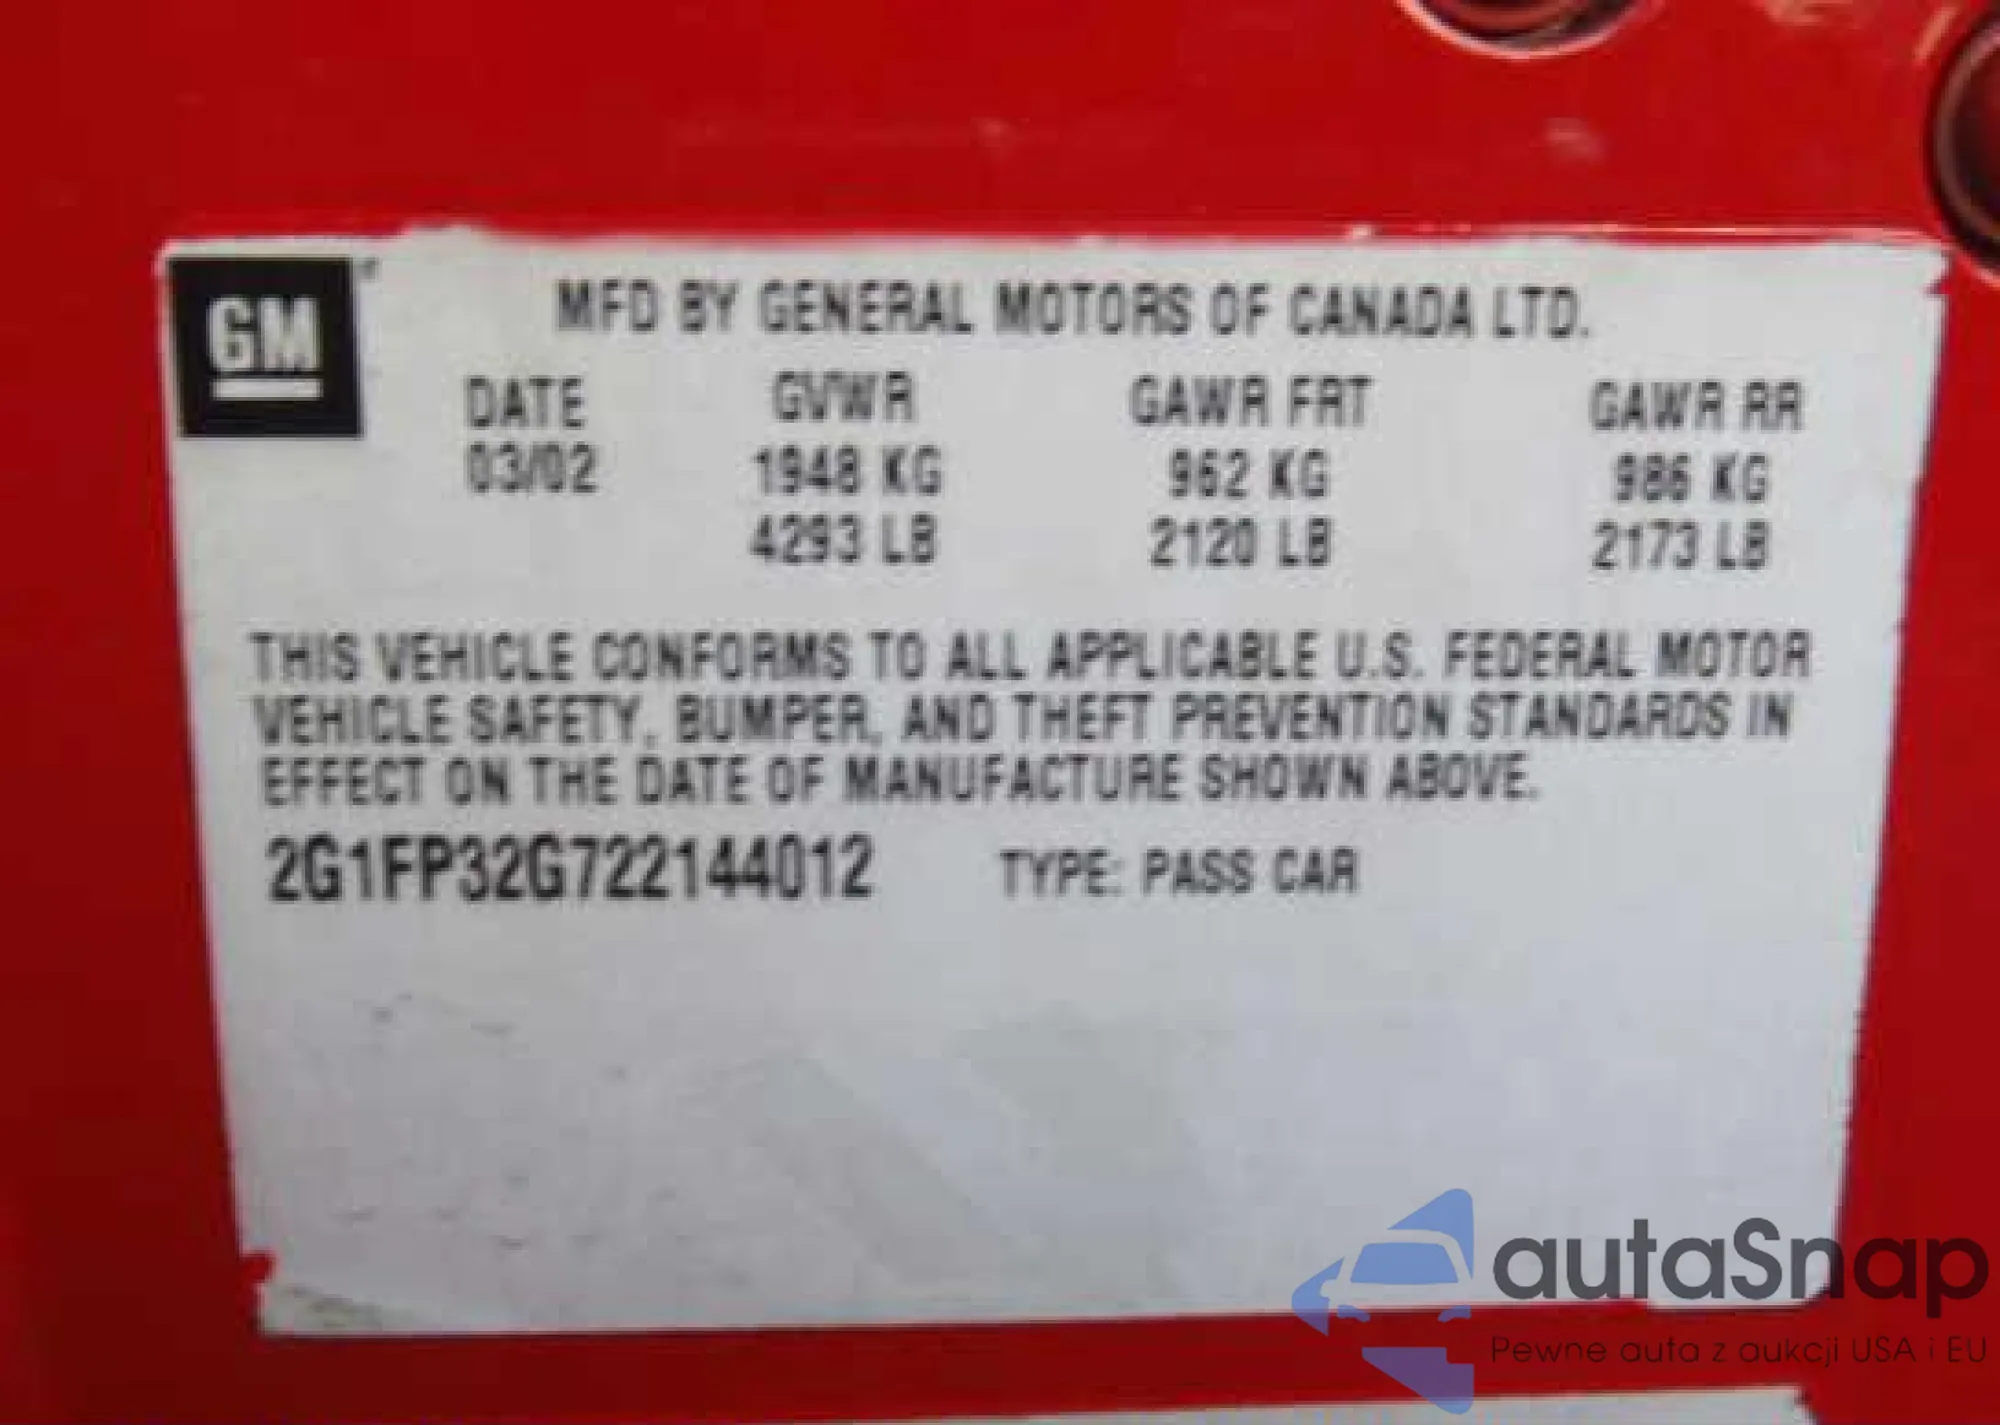 GM
MFD BY GENERAL MOTORS OF CANADA LTD.
DATE GVWR GAWR FRT GAWR RR
03/02 1948 KG 962 KG 986 KG
4293 LB 2120 LB 2173 LB
THIS VEHICLE CONFORMS TO ALL APPLICABLE U.S. FEDERAL MOTOR
VEHICLE SAFETY, BUMPER, AND THEFT PREVENTION STANDARDS IN
EFFECT ON THE DATE OF MANUFACTURE SHOWN ABOVE.
2G1FP32G722144012 TYPE: PASS CAR
autaSnap
Pewne auta z aukcji USA i EU